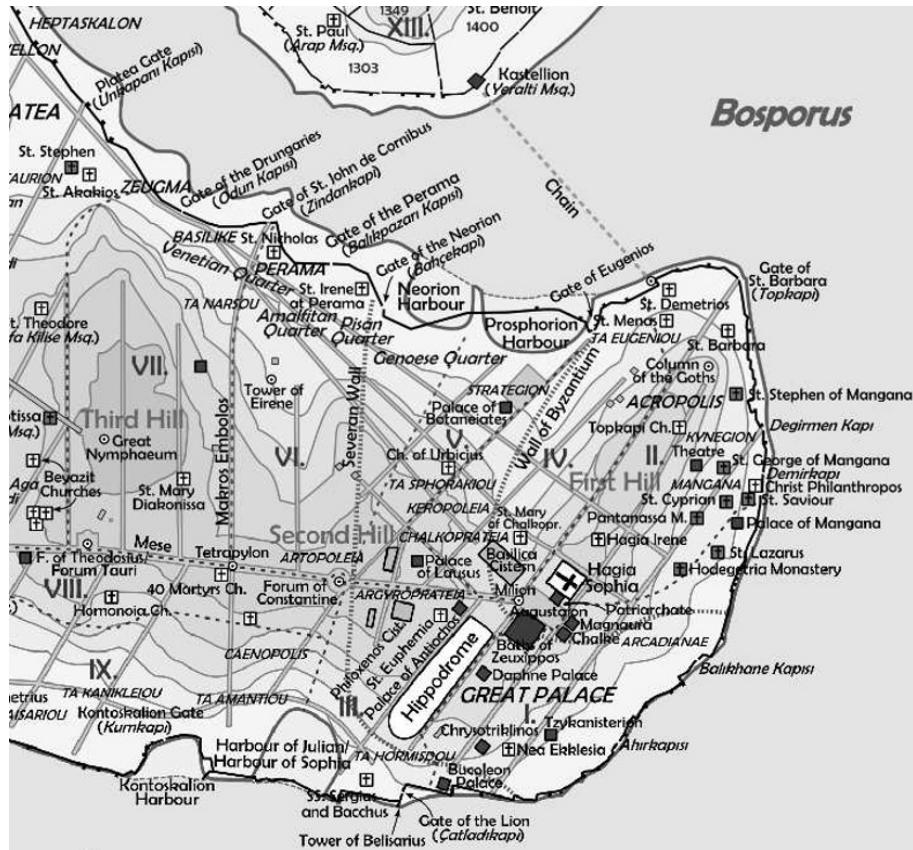 HEPTASKALON
1349
St. Paul
(Arap Msq.)
XIII.
St. Benoit
1400
1303
Kastellion
(Yeralti Msq.)
Platea Gate
(Unkapanı Kapısı)
Bosporus
Chain
St. Stephen
St. Akakios
ZEUGMA
Gate of the Drungaries
(Odun Kapısı)
Gate of St. John de Cornibus
(Zindankapi)
Gate of the Perama
(Balıkpazarı Kapısı)
Gate of the Neorion
(Bahçekapı)
Gate of Eugenios
Gate of
St. Barbara
(Topkapi)
BASILIKE
St. Nicholas
Venetian Quarter
PERAMA
St. Irene
at Perama
TA NARSOU
Amalfitan
Quarter
Pisan
Quarter
Neorion
Harbour
Genoese Quarter
Prosphorion
Harbour
St. Demetrios
St. Menas
TA EUGENIOU
St. Barbara
Column
of the Goths
ACROPOLIS
St. Stephen of Mangana
Degirmen Kapı
VII.
Third Hill
Great
Nymphaeum
Tower of
Eirene
VI.
Severan Wall
Makros Embolos
STRATEGION
Palace of
Botaneiates
Wall of Byzantium
V.
Ch. of Urbicius
TA SPHORAKIOU
KEROPOLEIA
IV.
First Hill
II.
Topkapi Ch.
KYNEGION
Theatre
St. George of Mangana
Demirkapı
MANGANA
Christ Philanthropos
St. Cyprian
St. Saviour
Pantanassa M.
Palace of Mangana
Beyazit
Churches
St. Mary
Diakonissa
Second Hill
CHALKOPRATEIA
St. Mary
of Chalkopr.
Basilica
Cistern
Hagia Irene
Hagia
Sophia
St. Lazarus
Hodegetria Monastery
Mese
Tetrapylon
ARTOPOLEIA
Palace
of Lausus
F. of Theodosius/
Forum Tauri
VIII.
Homonoia Ch.
40 Martyrs Ch.
Forum of
Constantine
ARGYROPRATEIA
Milion
Augustaion
Patriarchate
Magnaura
Chalke
ARCADIANAE
CAENOPOLIS
Philoxenos Cist.
St. Euphemia
Palace of Antiochos
Baths of
Zeuxippos
Daphne Palace
Balıkhane Kapısı
IX.
TA KANIKLEIOU
TA AMANTIOU
Kontoskalion Gate
(Kumkapi)
III.
Hippodrome
GREAT PALACE
I.
Tzykanisterion
Chrysotriklinos
Nea Ekklesia
Ahırkapısı
Harbour of Julian/
Harbour of Sophia
TA HORMISDOU
Kontoskalion
Harbour
SS. Sergius
and Bacchus
Bucoleon
Palace
Gate of the Lion
(Çatladıkapi)
Tower of Belisarius